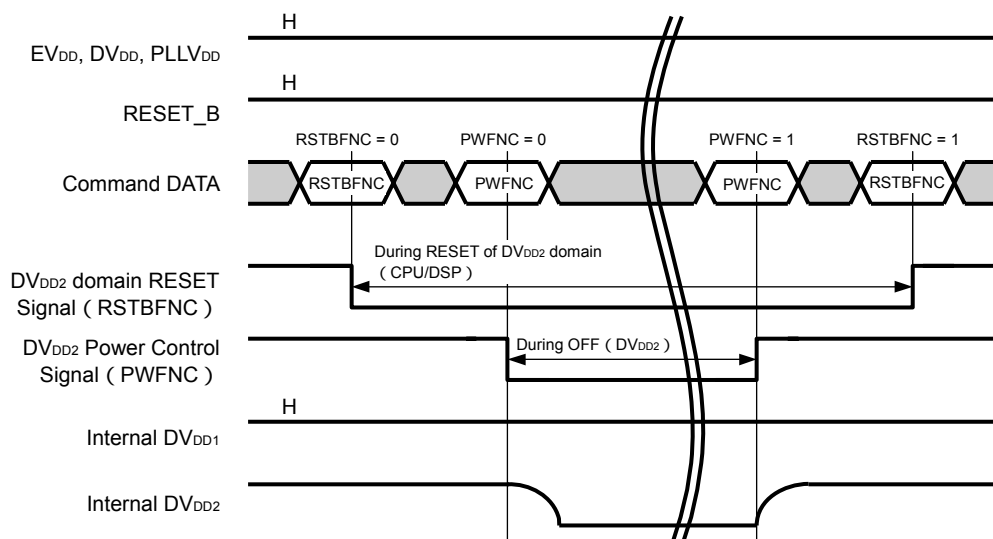 H
EVDD, DVDD, PLLVDD
H
RESET_B
RSTBFNC = 0
PWFNC = 0
PWFNC = 1
RSTBFNC = 1
Command DATA
RSTBFNC
PWFNC
PWFNC
RSTBFNC
During RESET of DVDD2 domain
( CPU/DSP )
DVDD2 domain RESET
Signal ( RSTBFNC )
DVDD2 Power Control
Signal ( PWFNC )
During OFF ( DVDD2 )
H
Internal DVDD1
Internal DVDD2